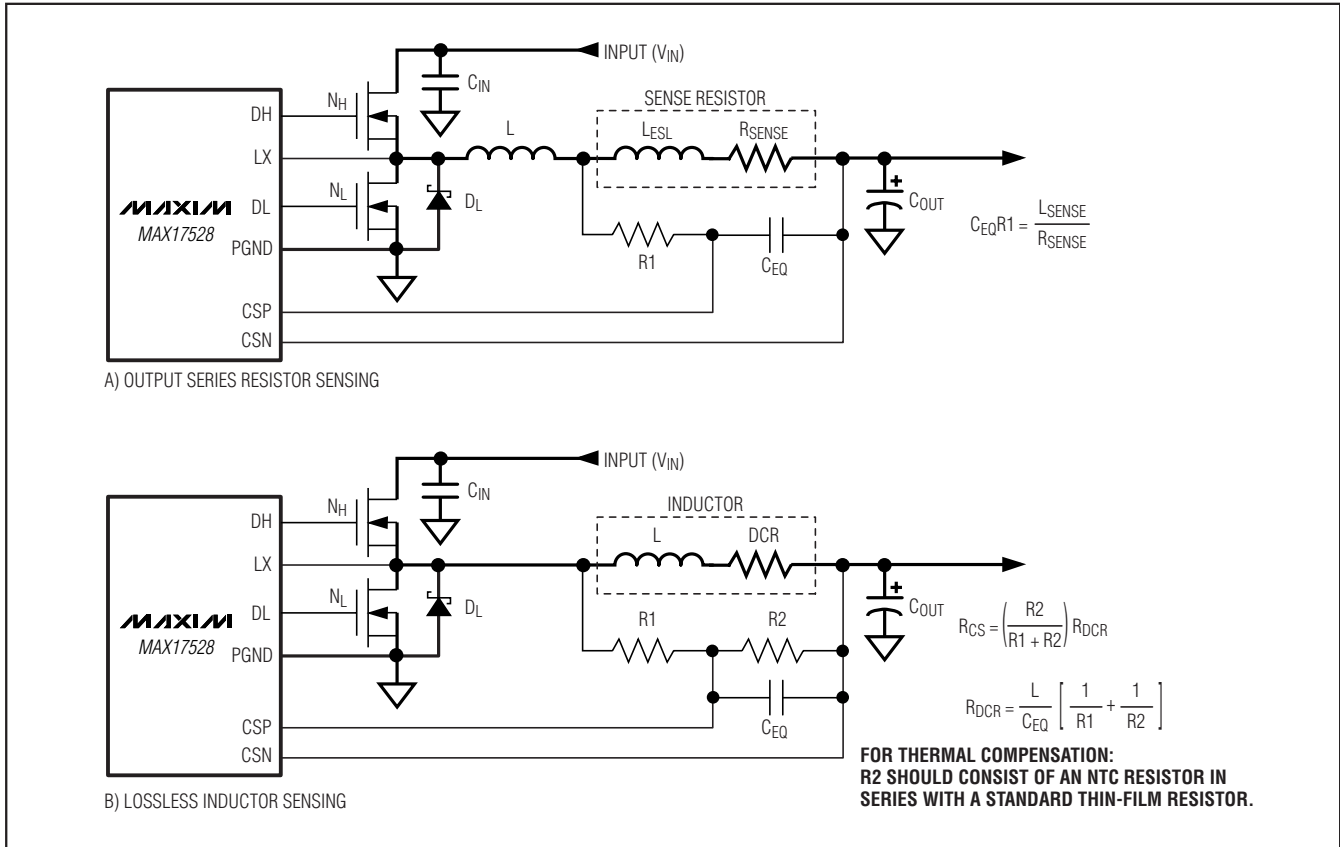 INPUT (VIN)
CIN
NH
DH
SENSE RESISTOR
L
LESL
RSENSE
LX
NL
DL
DL
MAXIM
MAX17528
PGND
+
COUT
CEQR1 = LSENSE / RSENSE
R1
CEQ
CSP
CSN
A) OUTPUT SERIES RESISTOR SENSING
INPUT (VIN)
CIN
NH
DH
INDUCTOR
L
DCR
LX
NL
DL
DL
MAXIM
MAX17528
PGND
R1
R2
+
COUT
RCS = (R2 / R1 + R2) RDCR
RDCR = L / CEQ [ 1 / R1 + 1 / R2 ]
CEQ
CSP
CSN
FOR THERMAL COMPENSATION:
R2 SHOULD CONSIST OF AN NTC RESISTOR IN
SERIES WITH A STANDARD THIN-FILM RESISTOR.
B) LOSSLESS INDUCTOR SENSING